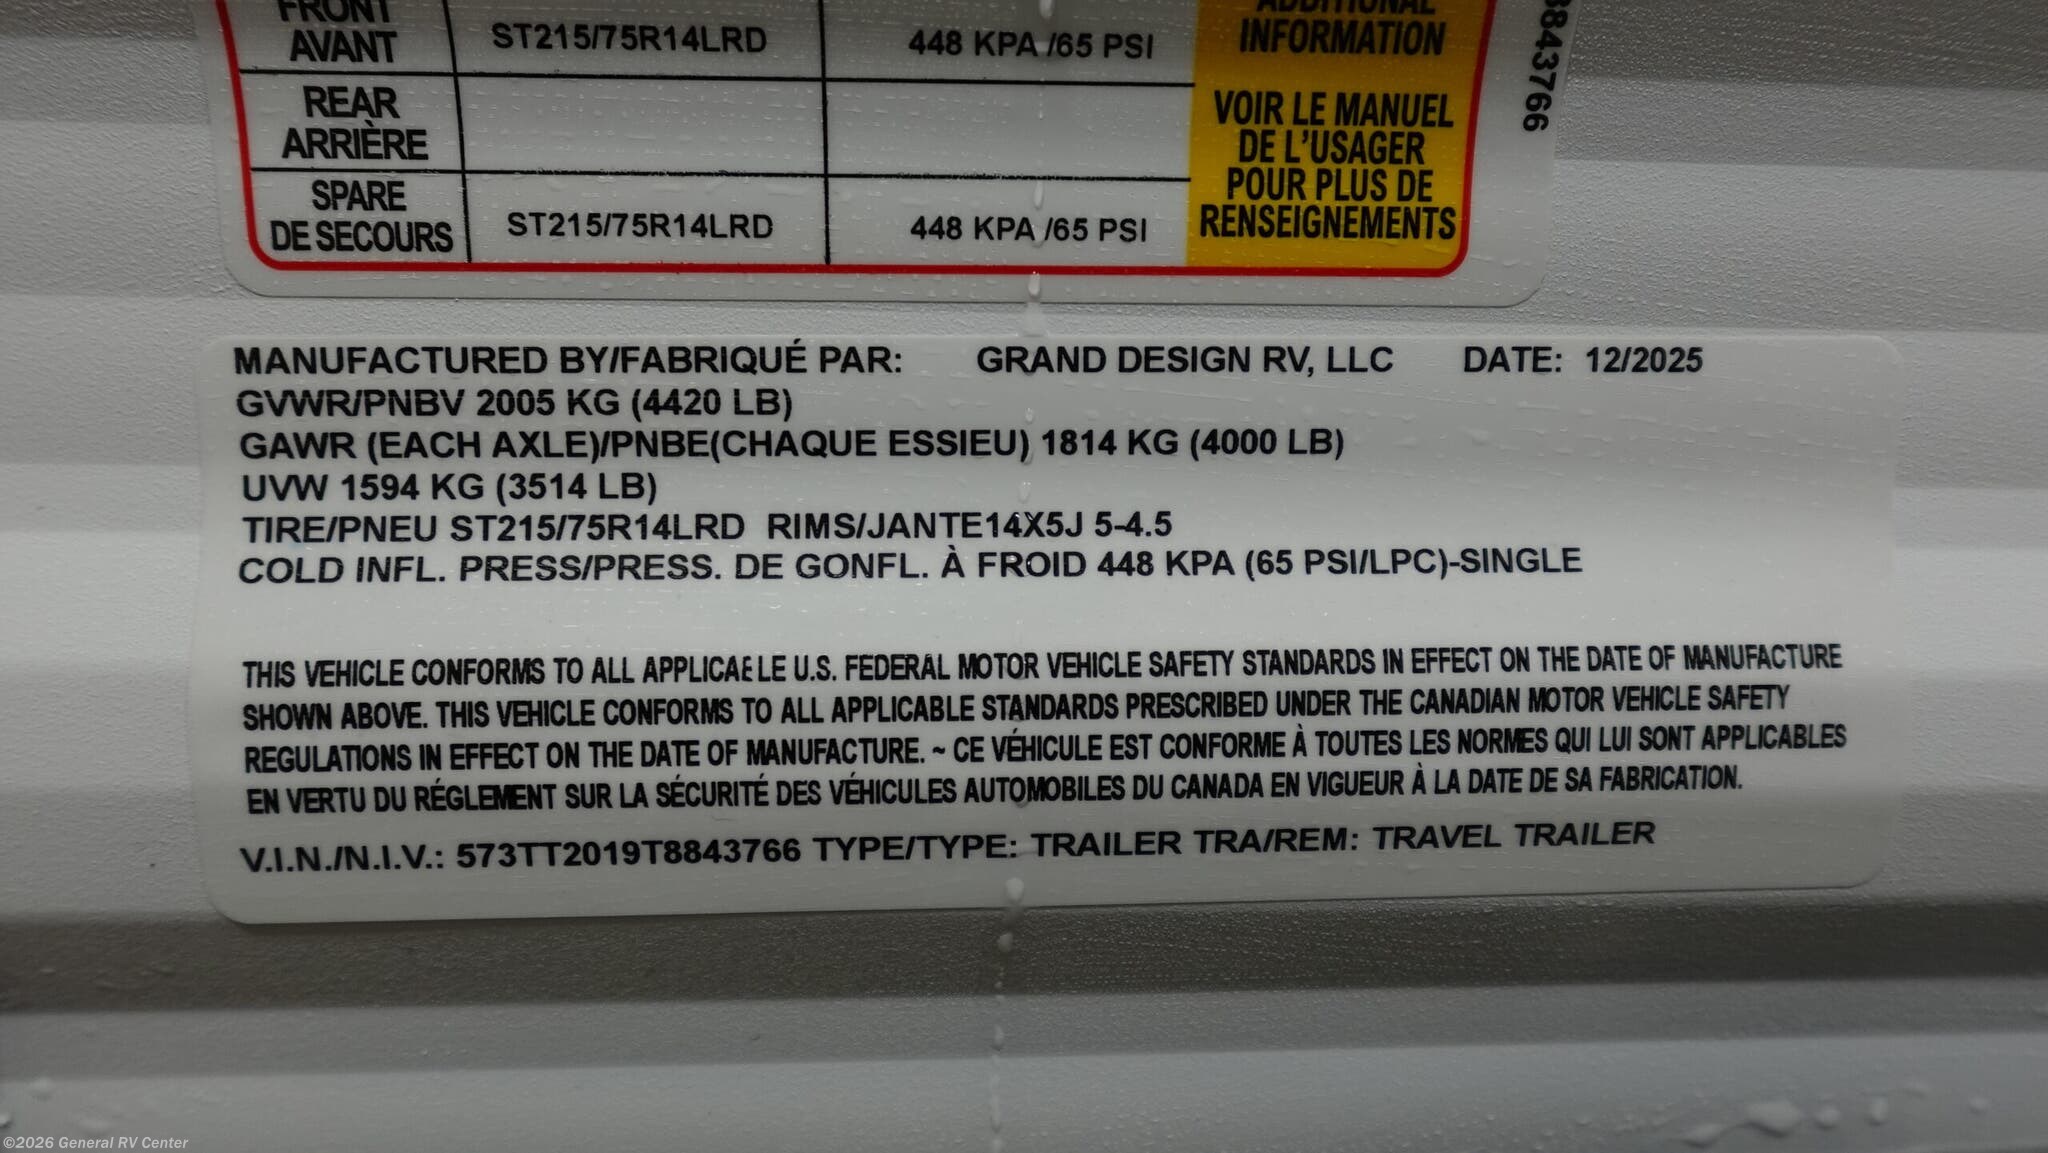 FRONT
AVANT
ST215/75R14LRD
448 KPA /65 PSI
REAR
ARRIÈRE
SPARE
DE SECOURS
ST215/75R14LRD
448 KPA /65 PSI
ADDITIONAL
INFORMATION
VOIR LE MANUEL
DE L'USAGER
POUR PLUS DE
RENSEIGNEMENTS
8843766
MANUFACTURED BY/FABRIQUÉ PAR: GRAND DESIGN RV, LLC DATE: 12/2025
GVWR/PNBV 2005 KG (4420 LB)
GAWR (EACH AXLE)/PNBE(CHAQUE ESSIEU) 1814 KG (4000 LB)
UVW 1594 KG (3514 LB)
TIRE/PNEU ST215/75R14LRD RIMS/JANTE14X5J 5-4.5
COLD INFL. PRESS/PRESS. DE GONFL. À FROID 448 KPA (65 PSI/LPC)-SINGLE
THIS VEHICLE CONFORMS TO ALL APPLICABLE U.S. FEDERAL MOTOR VEHICLE SAFETY STANDARDS IN EFFECT ON THE DATE OF MANUFACTURE
SHOWN ABOVE. THIS VEHICLE CONFORMS TO ALL APPLICABLE STANDARDS PRESCRIBED UNDER THE CANADIAN MOTOR VEHICLE SAFETY
REGULATIONS IN EFFECT ON THE DATE OF MANUFACTURE. ~ CE VÉHICULE EST CONFORME À TOUTES LES NORMES QUI LUI SONT APPLICABLES
EN VERTU DU RÉGLEMENT SUR LA SÉCURITÉ DES VÉHICULES AUTOMOBILES DU CANADA EN VIGUEUR À LA DATE DE SA FABRICATION.
V.I.N./N.I.V.: 573TT2019T8843766 TYPE/TYPE: TRAILER TRA/REM: TRAVEL TRAILER
©2026 General RV Center